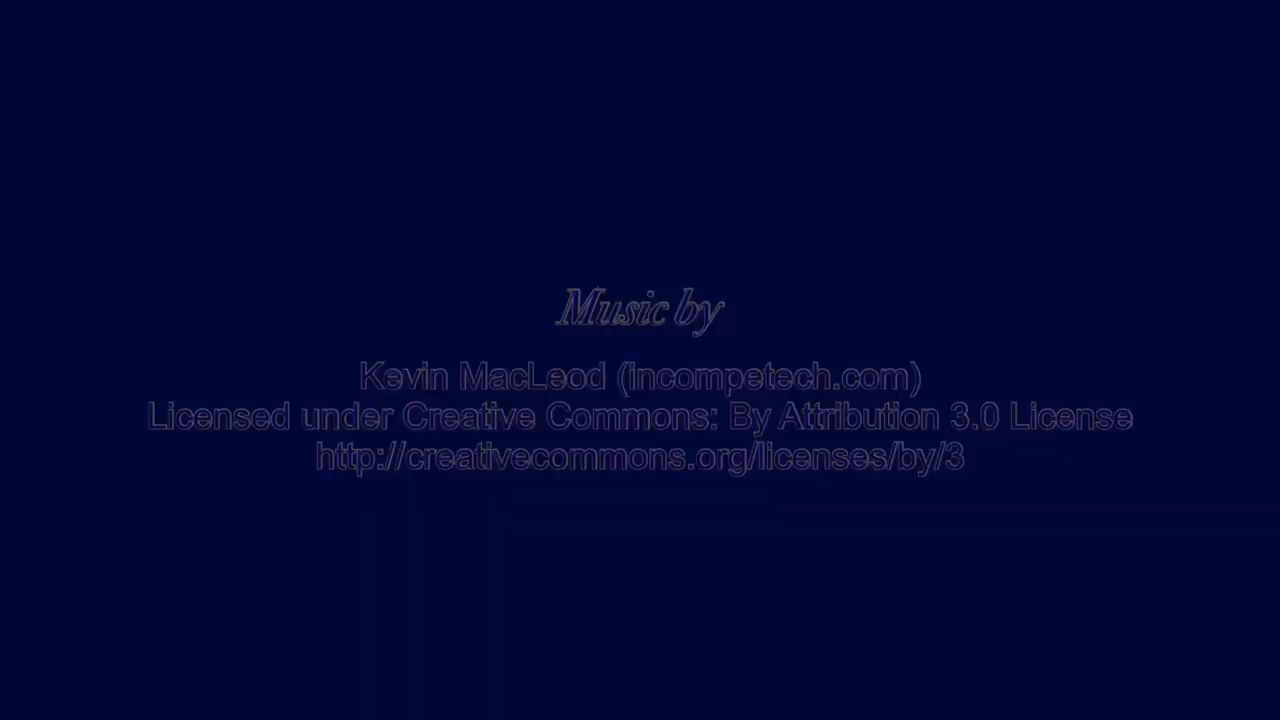 Music by
Kevin MacLeod (incompetech.com)
Licensed under Creative Commons: By Attribution 3.0 License
http://creativecommons.org/licenses/by/3